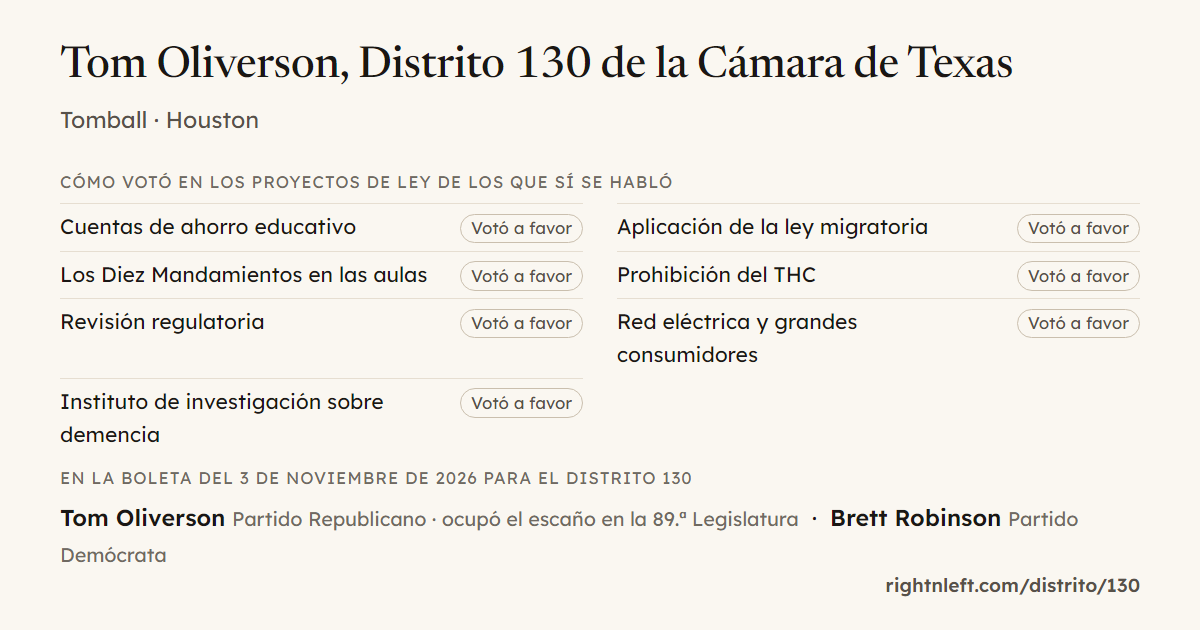 Tom Oliverson, Distrito 130 de la Cámara de Texas
Tomball · Houston
CÓMO VOTÓ EN LOS PROYECTOS DE LEY DE LOS QUE SÍ SE HABLÓ
Cuentas de ahorro educativo Votó a favor
Aplicación de la ley migratoria Votó a favor
Los Diez Mandamientos en las aulas Votó a favor
Prohibición del THC Votó a favor
Revisión regulatoria Votó a favor
Red eléctrica y grandes Votó a favor
consumidores
Instituto de investigación sobre Votó a favor
demencia
EN LA BOLETA DEL 3 DE NOVIEMBRE DE 2026 PARA EL DISTRITO 130
Tom Oliverson Partido Republicano · ocupó el escaño en la 89.ª Legislatura · Brett Robinson Partido
Demócrata
rightnleft.com/distrito/130